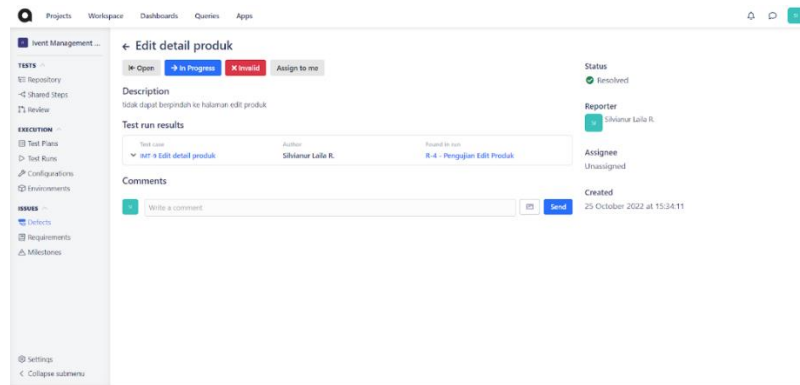 Projects Workspace Dashboards Queries Apps
Ivent Management ...
TESTS
Repository
Shared Steps
Review
EXECUTION
Test Plans
Test Runs
Configurations
Environments
ISSUES
Defects
Requirements
Milestones
Settings
Collapse submenu
← Edit detail produk
Open → In Progress × Invalid Assign to me
Description
tidak dapat berpindah ke halaman edit produk
Test run results
Test case Author Found in run
IMT-9 Edit detail produk Silvianur Laila R. R-4 - Pengujian Edit Produk
Comments
Write a comment Send
Status
Resolved
Reporter
Silvianur Laila R.
Assignee
Unassigned
Created
25 October 2022 at 15:34:11